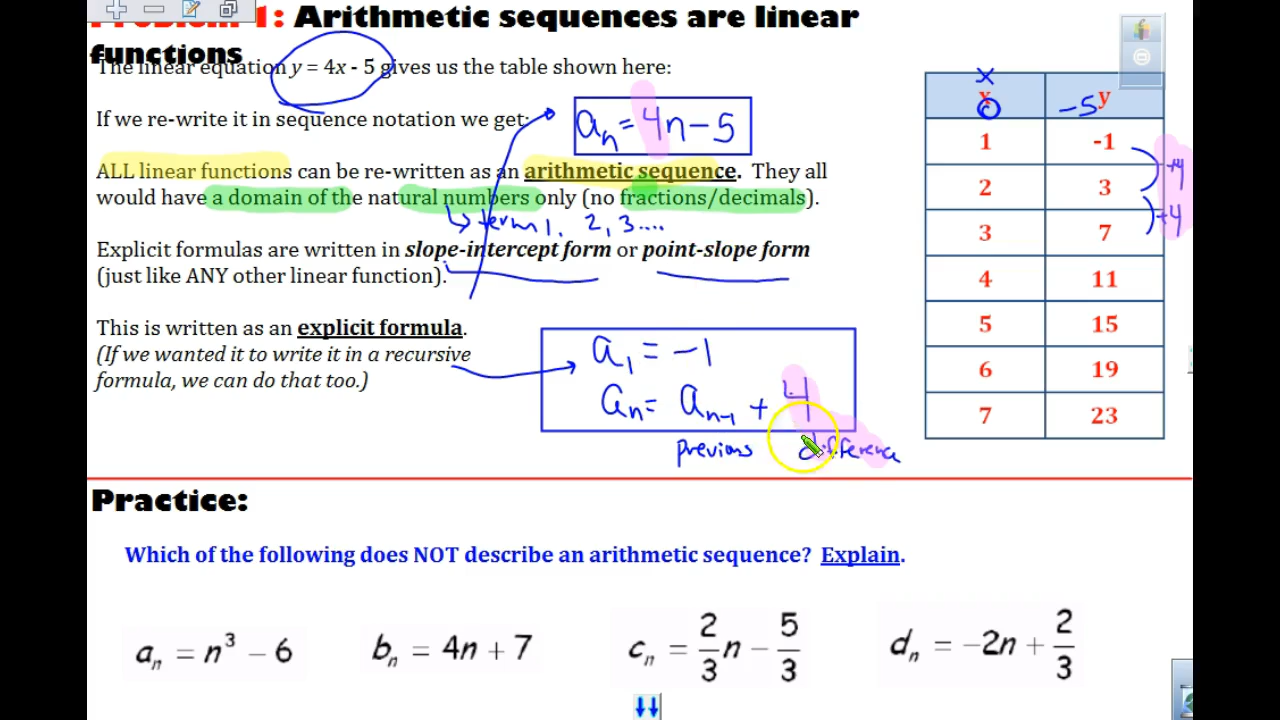 Problem 1: Arithmetic sequences are linear
functions
The linear equation y = 4x - 5 gives us the table shown here:
If we re-write it in sequence notation we get:
aₙ = 4n - 5
ALL linear functions can be re-written as an arithmetic sequence. They all
would have a domain of the natural numbers only (no fractions/decimals).
↳ term 1, 2, 3....
Explicit formulas are written in slope-intercept form or point-slope form
(just like ANY other linear function).
This is written as an explicit formula.
(If we wanted it to write it in a recursive
formula, we can do that too.)
a₁ = -1
aₙ = aₙ₋₁ + 4
previous difference
x
x y
0 -5
1 -1
2 3
3 7
4 11
5 15
6 19
7 23
+4
+4
Practice:
Which of the following does NOT describe an arithmetic sequence? Explain.
aₙ = n³ - 6 bₙ = 4n + 7 cₙ = 2/3 n - 5/3 dₙ = -2n + 2/3